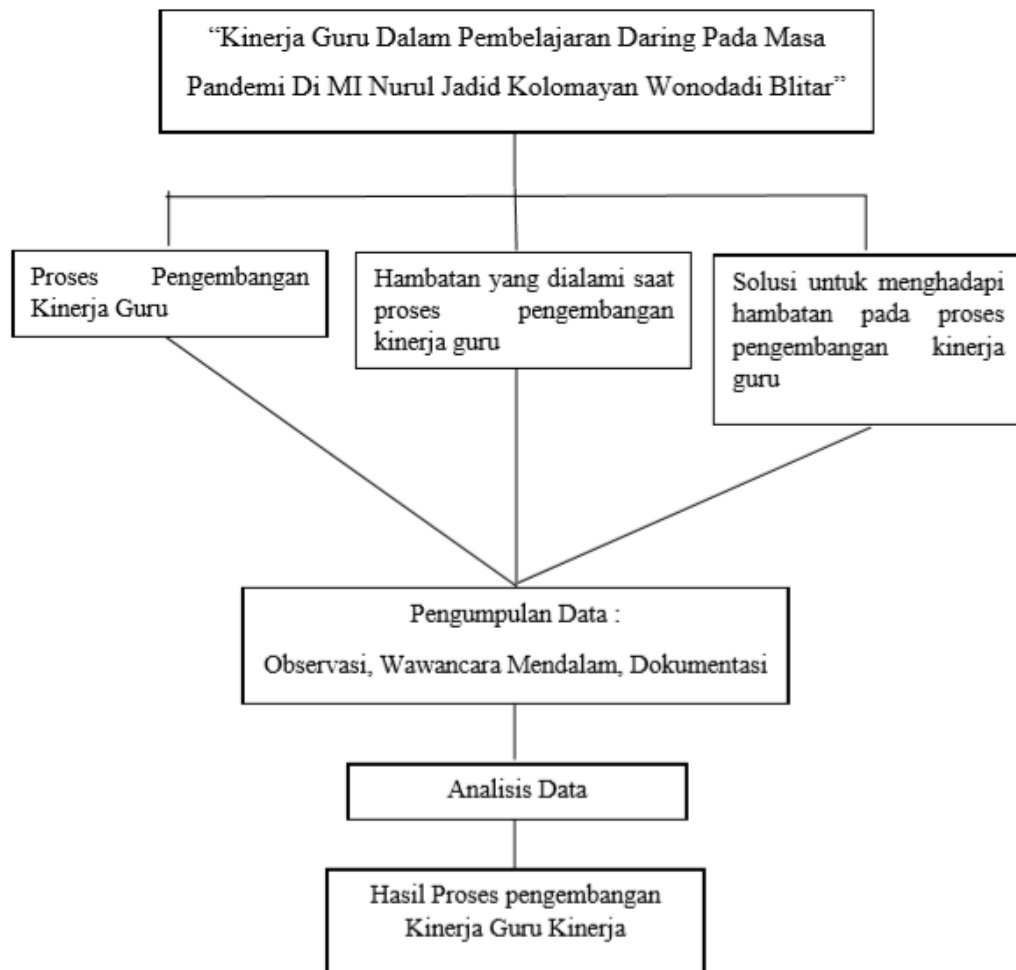 “Kinerja Guru Dalam Pembelajaran Daring Pada Masa
Pandemi Di MI Nurul Jadid Kolomayan Wonodadi Blitar”
Proses Pengembangan
Kinerja Guru
Hambatan yang dialami saat
proses pengembangan
kinerja guru
Solusi untuk menghadapi
hambatan pada proses
pengembangan kinerja
guru
Pengumpulan Data :
Observasi, Wawancara Mendalam, Dokumentasi
Analisis Data
Hasil Proses pengembangan
Kinerja Guru Kinerja